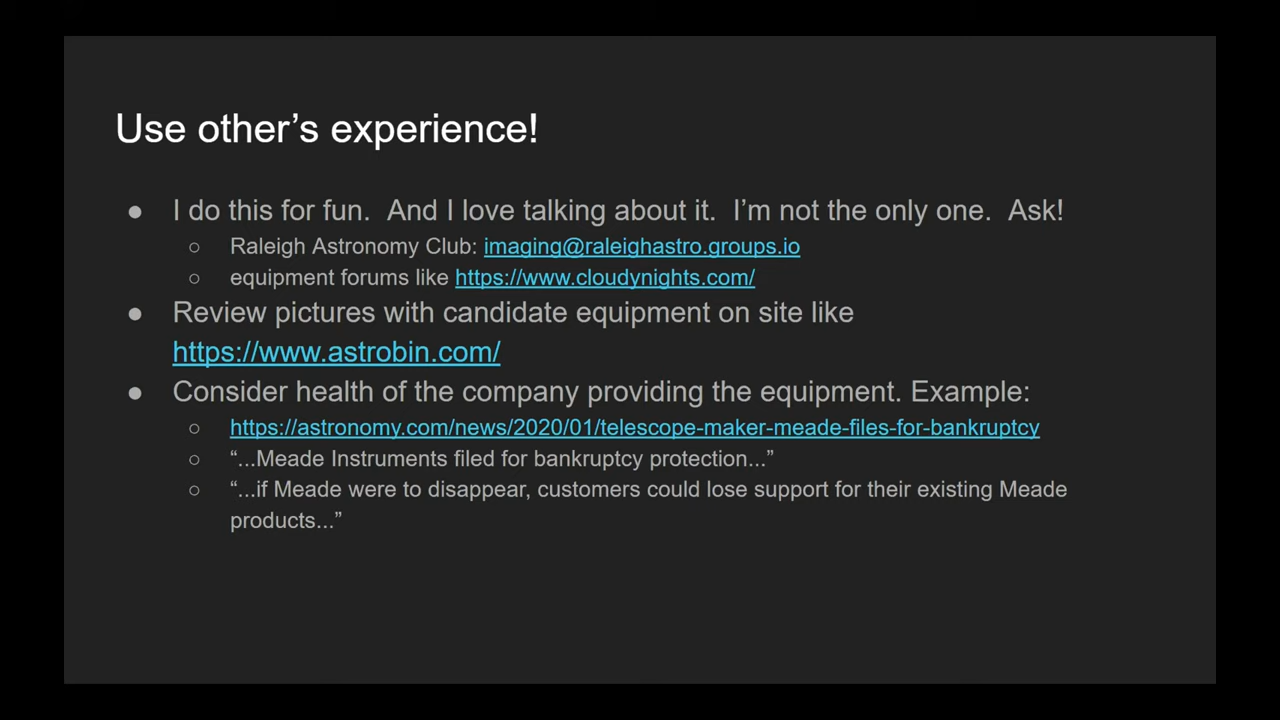 Use other’s experience!
● I do this for fun.  And I love talking about it.  I’m not the only one.  Ask!
○ Raleigh Astronomy Club: imaging@raleighastro.groups.io
○ equipment forums like https://www.cloudynights.com/
● Review pictures with candidate equipment on site like
https://www.astrobin.com/
● Consider health of the company providing the equipment. Example:
○ https://astronomy.com/news/2020/01/telescope-maker-meade-files-for-bankruptcy
○ “...Meade Instruments filed for bankruptcy protection...”
○ “...if Meade were to disappear, customers could lose support for their existing Meade
products...”